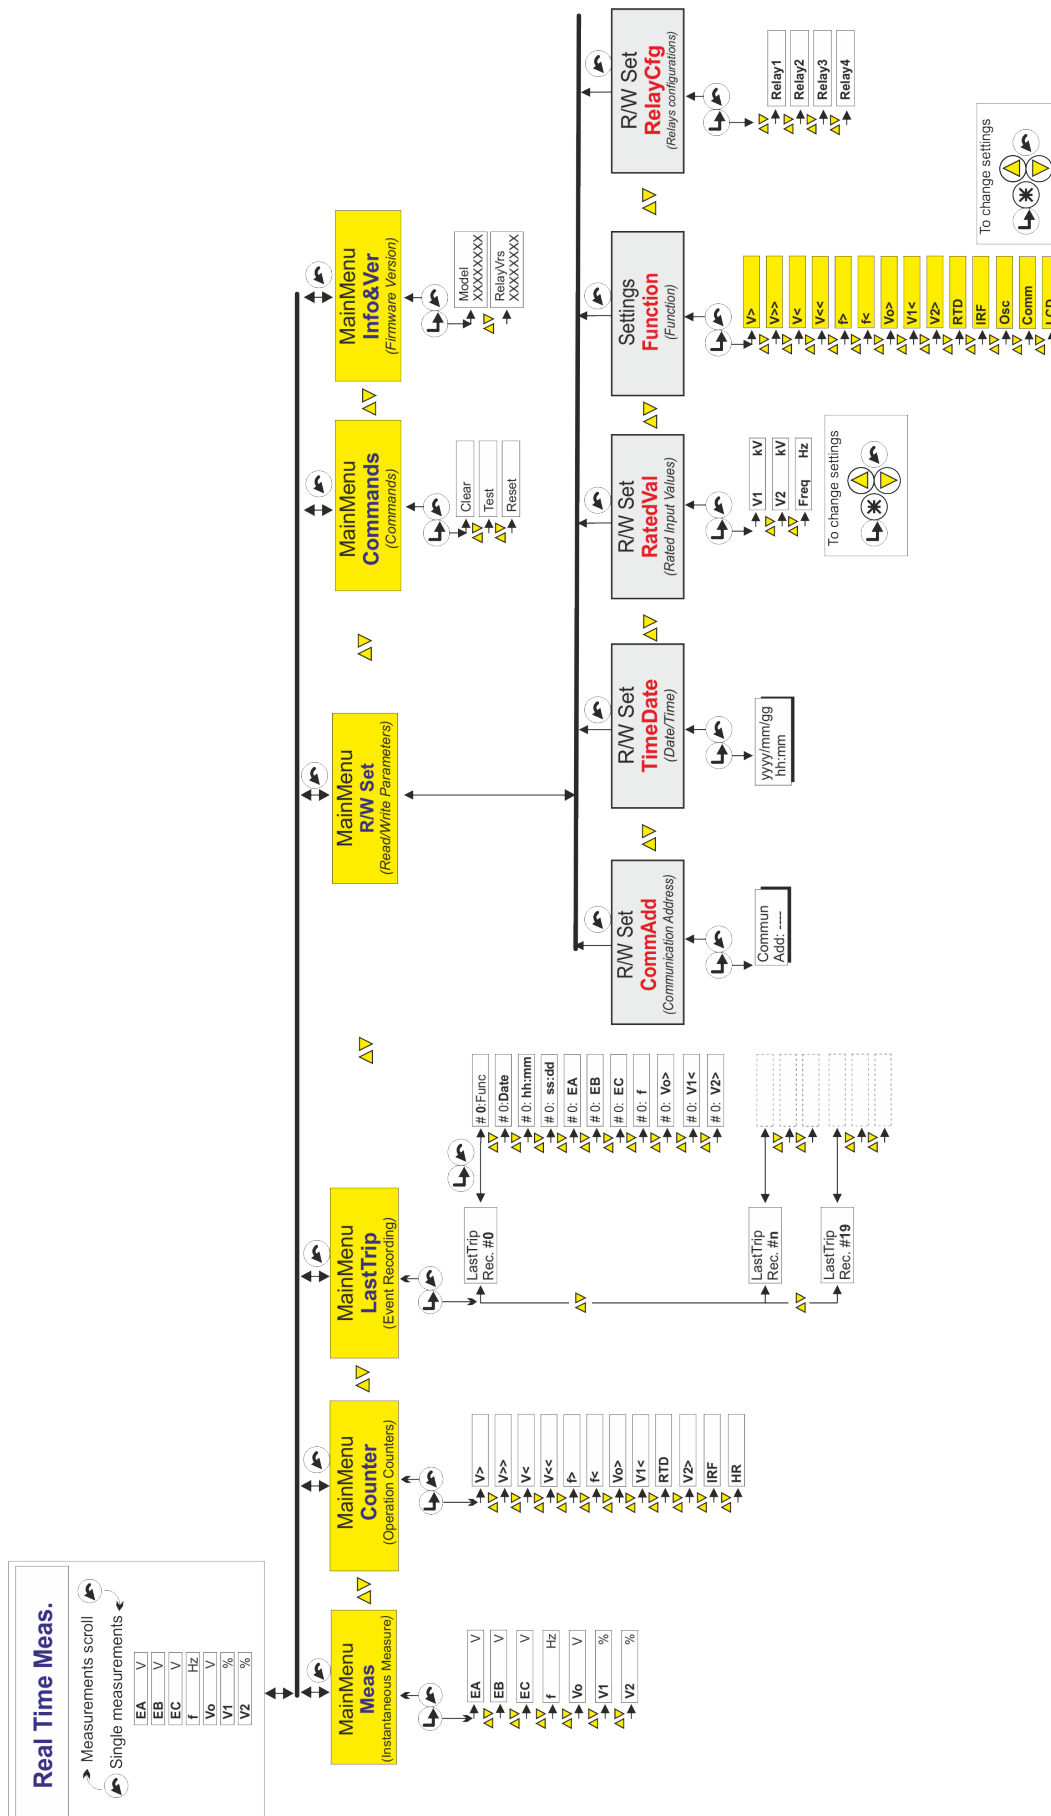 Real Time Meas.
Measurements scroll
Single measurements
EA V
EB V
EC V
f Hz
Vo V
V1 %
V2 %
MainMenu
Meas
(Instantaneous Measure)
EA V
EB V
EC V
f Hz
Vo V
V1 %
V2 %
MainMenu
Counter
(Operation Counters)
V>
V>>
V<
V<<
f>
f<
Vo>
V1<
RTD
V2>
IRF
HR
MainMenu
LastTrip
(Event Recording)
LastTrip
Rec. #0
# 0:Func
# 0:Date
# 0: hh:mm
# 0: ss:dd
# 0: EA
# 0: EB
# 0: EC
# 0: f
# 0: Vo>
# 0: V1<
# 0: V2>
LastTrip
Rec. #n
LastTrip
Rec. #19
MainMenu
R/W Set
(Read/Write Parameters)
MainMenu
Commands
(Commands)
Clear
Test
Reset
MainMenu
Info&Ver
(Firmware Version)
Model
XXXXXXXX
RelayVrs
XXXXXXXX
R/W Set
CommAdd
(Communication Address)
Commun
Add: ----
R/W Set
TimeDate
(Date/Time)
yyyy/mm/gg
hh:mm
R/W Set
RatedVal
(Rated Input Values)
V1 kV
V2 kV
Freq Hz
To change settings
Settings
Function
(Function)
V>
V>>
V<
V<<
f>
f<
Vo>
V1<
V2>
RTD
IRF
Osc
Comm
LCD
To change settings
R/W Set
RelayCfg
(Relays configurations)
Relay1
Relay2
Relay3
Relay4